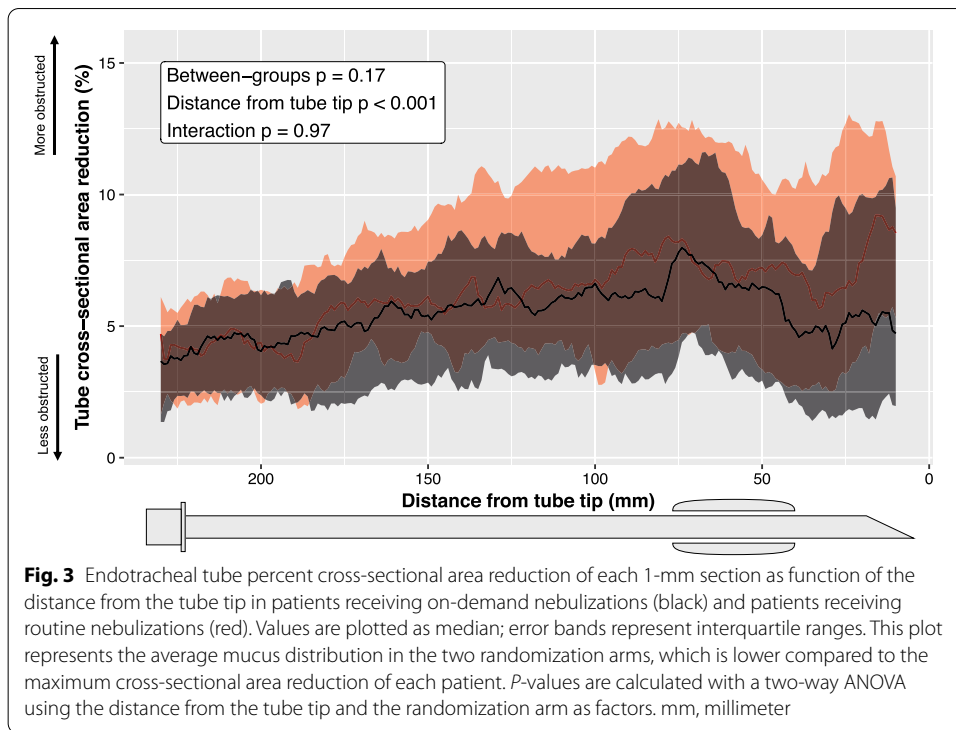 More obstructed
Less obstructed
Tube cross−sectional area reduction (%)
15
10
5
0
Between−groups p = 0.17
Distance from tube tip p < 0.001
Interaction p = 0.97
200
150
100
50
0
Distance from tube tip (mm)
Fig. 3 Endotracheal tube percent cross-sectional area reduction of each 1-mm section as function of the
distance from the tube tip in patients receiving on-demand nebulizations (black) and patients receiving
routine nebulizations (red). Values are plotted as median; error bands represent interquartile ranges. This plot
represents the average mucus distribution in the two randomization arms, which is lower compared to the
maximum cross-sectional area reduction of each patient. P-values are calculated with a two-way ANOVA
using the distance from the tube tip and the randomization arm as factors. mm, millimeter